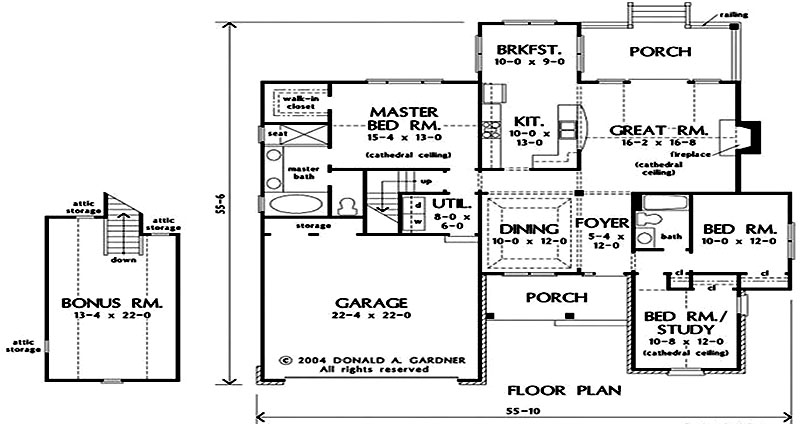 railing
BRKFST.
10-0 x 9-0
PORCH
walk-in
closet
MASTER
BED RM.
15-4 x 13-0
(cathedral ceiling)
KIT.
10-0 x
13-0
GREAT RM.
16-2 x 16-8
(fireplace
(cathedral
ceiling)
seat
master
bath
up
d
w
UTIL.
8-0 x
6-0
55-6
storage
DINING
10-0 x 12-0
FOYER
5-4 x
12-0
bath
BED RM.
10-0 x 12-0
cl
cl
cl
attic
storage
attic
storage
down
BONUS RM.
13-4 x 22-0
attic
storage
GARAGE
22-4 x 22-0
PORCH
BED RM./
STUDY
10-8 x 12-0
(cathedral ceiling)
© 2004 DONALD A. GARDNER
All rights reserved
FLOOR PLAN
55-10